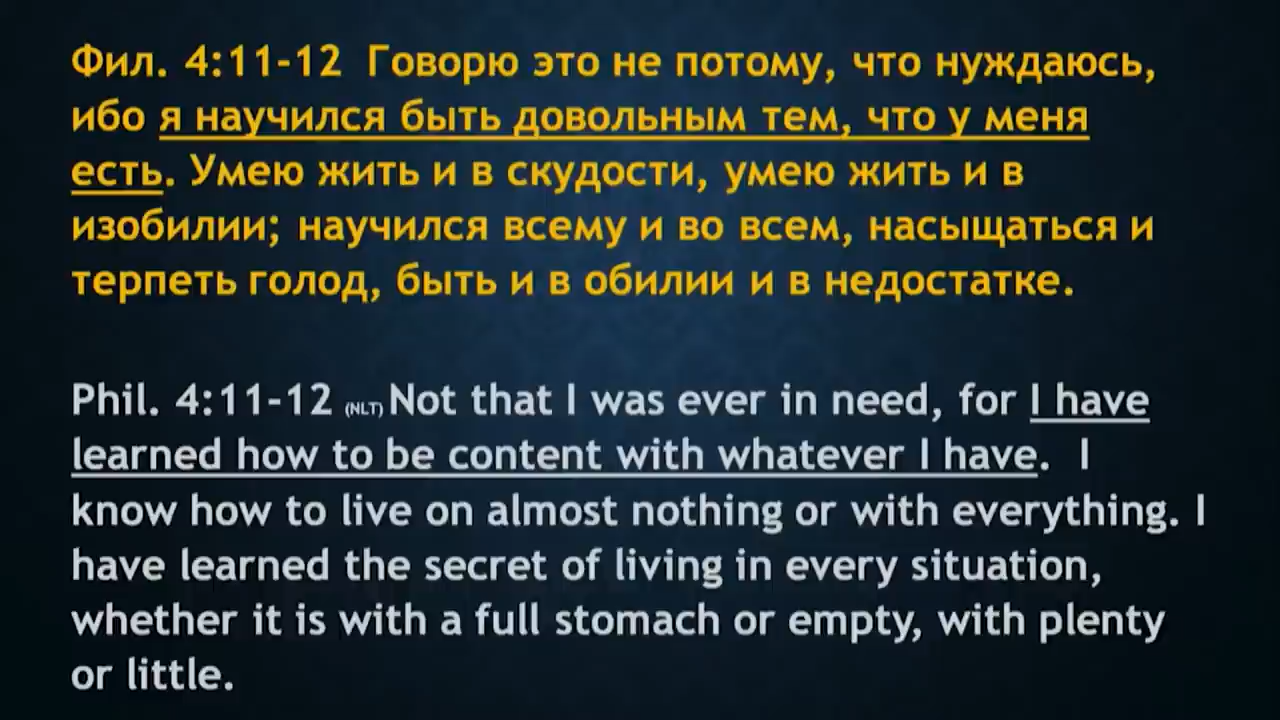 Фил. 4:11-12 Говорю это не потому, что нуждаюсь,
ибо я научился быть довольным тем, что у меня
есть. Умею жить и в скудости, умею жить и в
изобилии; научился всему и во всем, насыщаться и
терпеть голод, быть и в обилии и в недостатке.
Phil. 4:11-12 (NLT) Not that I was ever in need, for I have
learned how to be content with whatever I have. I
know how to live on almost nothing or with everything. I
have learned the secret of living in every situation,
whether it is with a full stomach or empty, with plenty
or little.